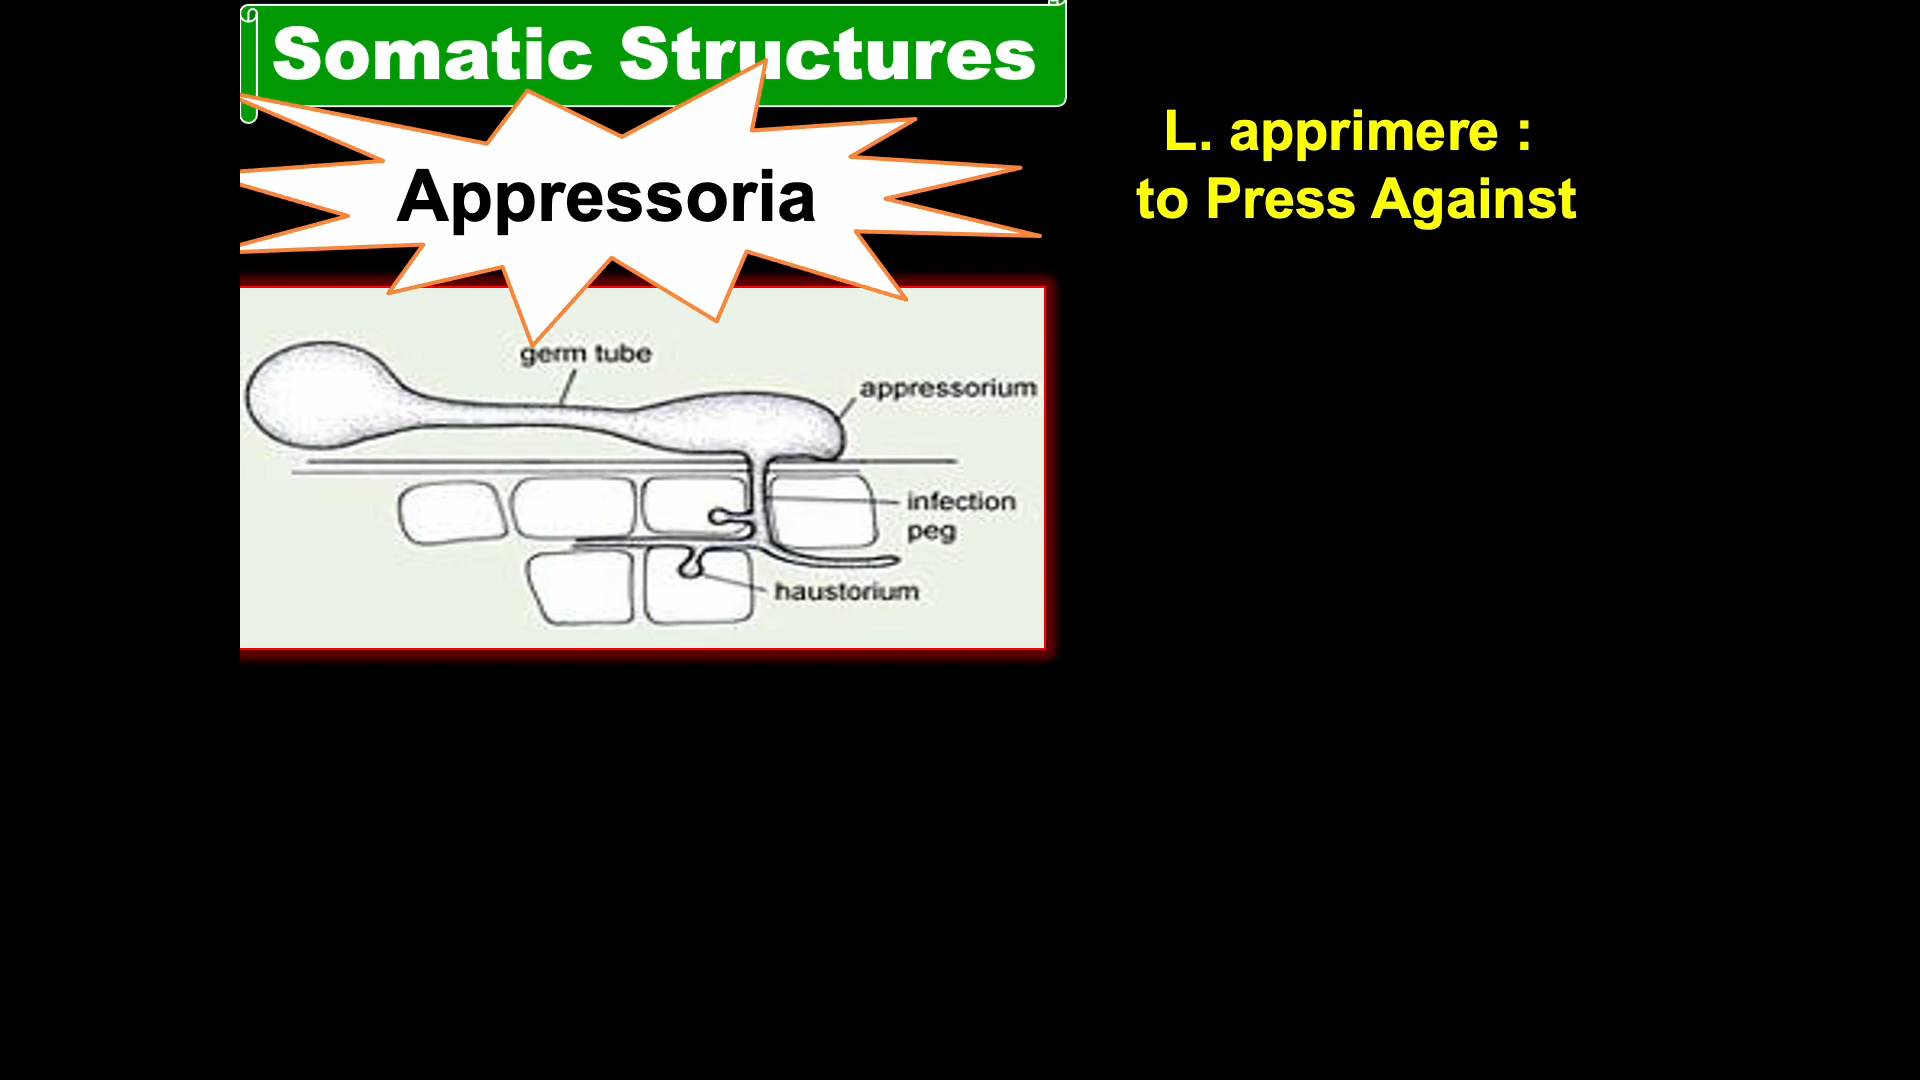 Somatic Structures
Appressoria
L. apprimere :
to Press Against
germ tube
appressorium
infection
peg
haustorium